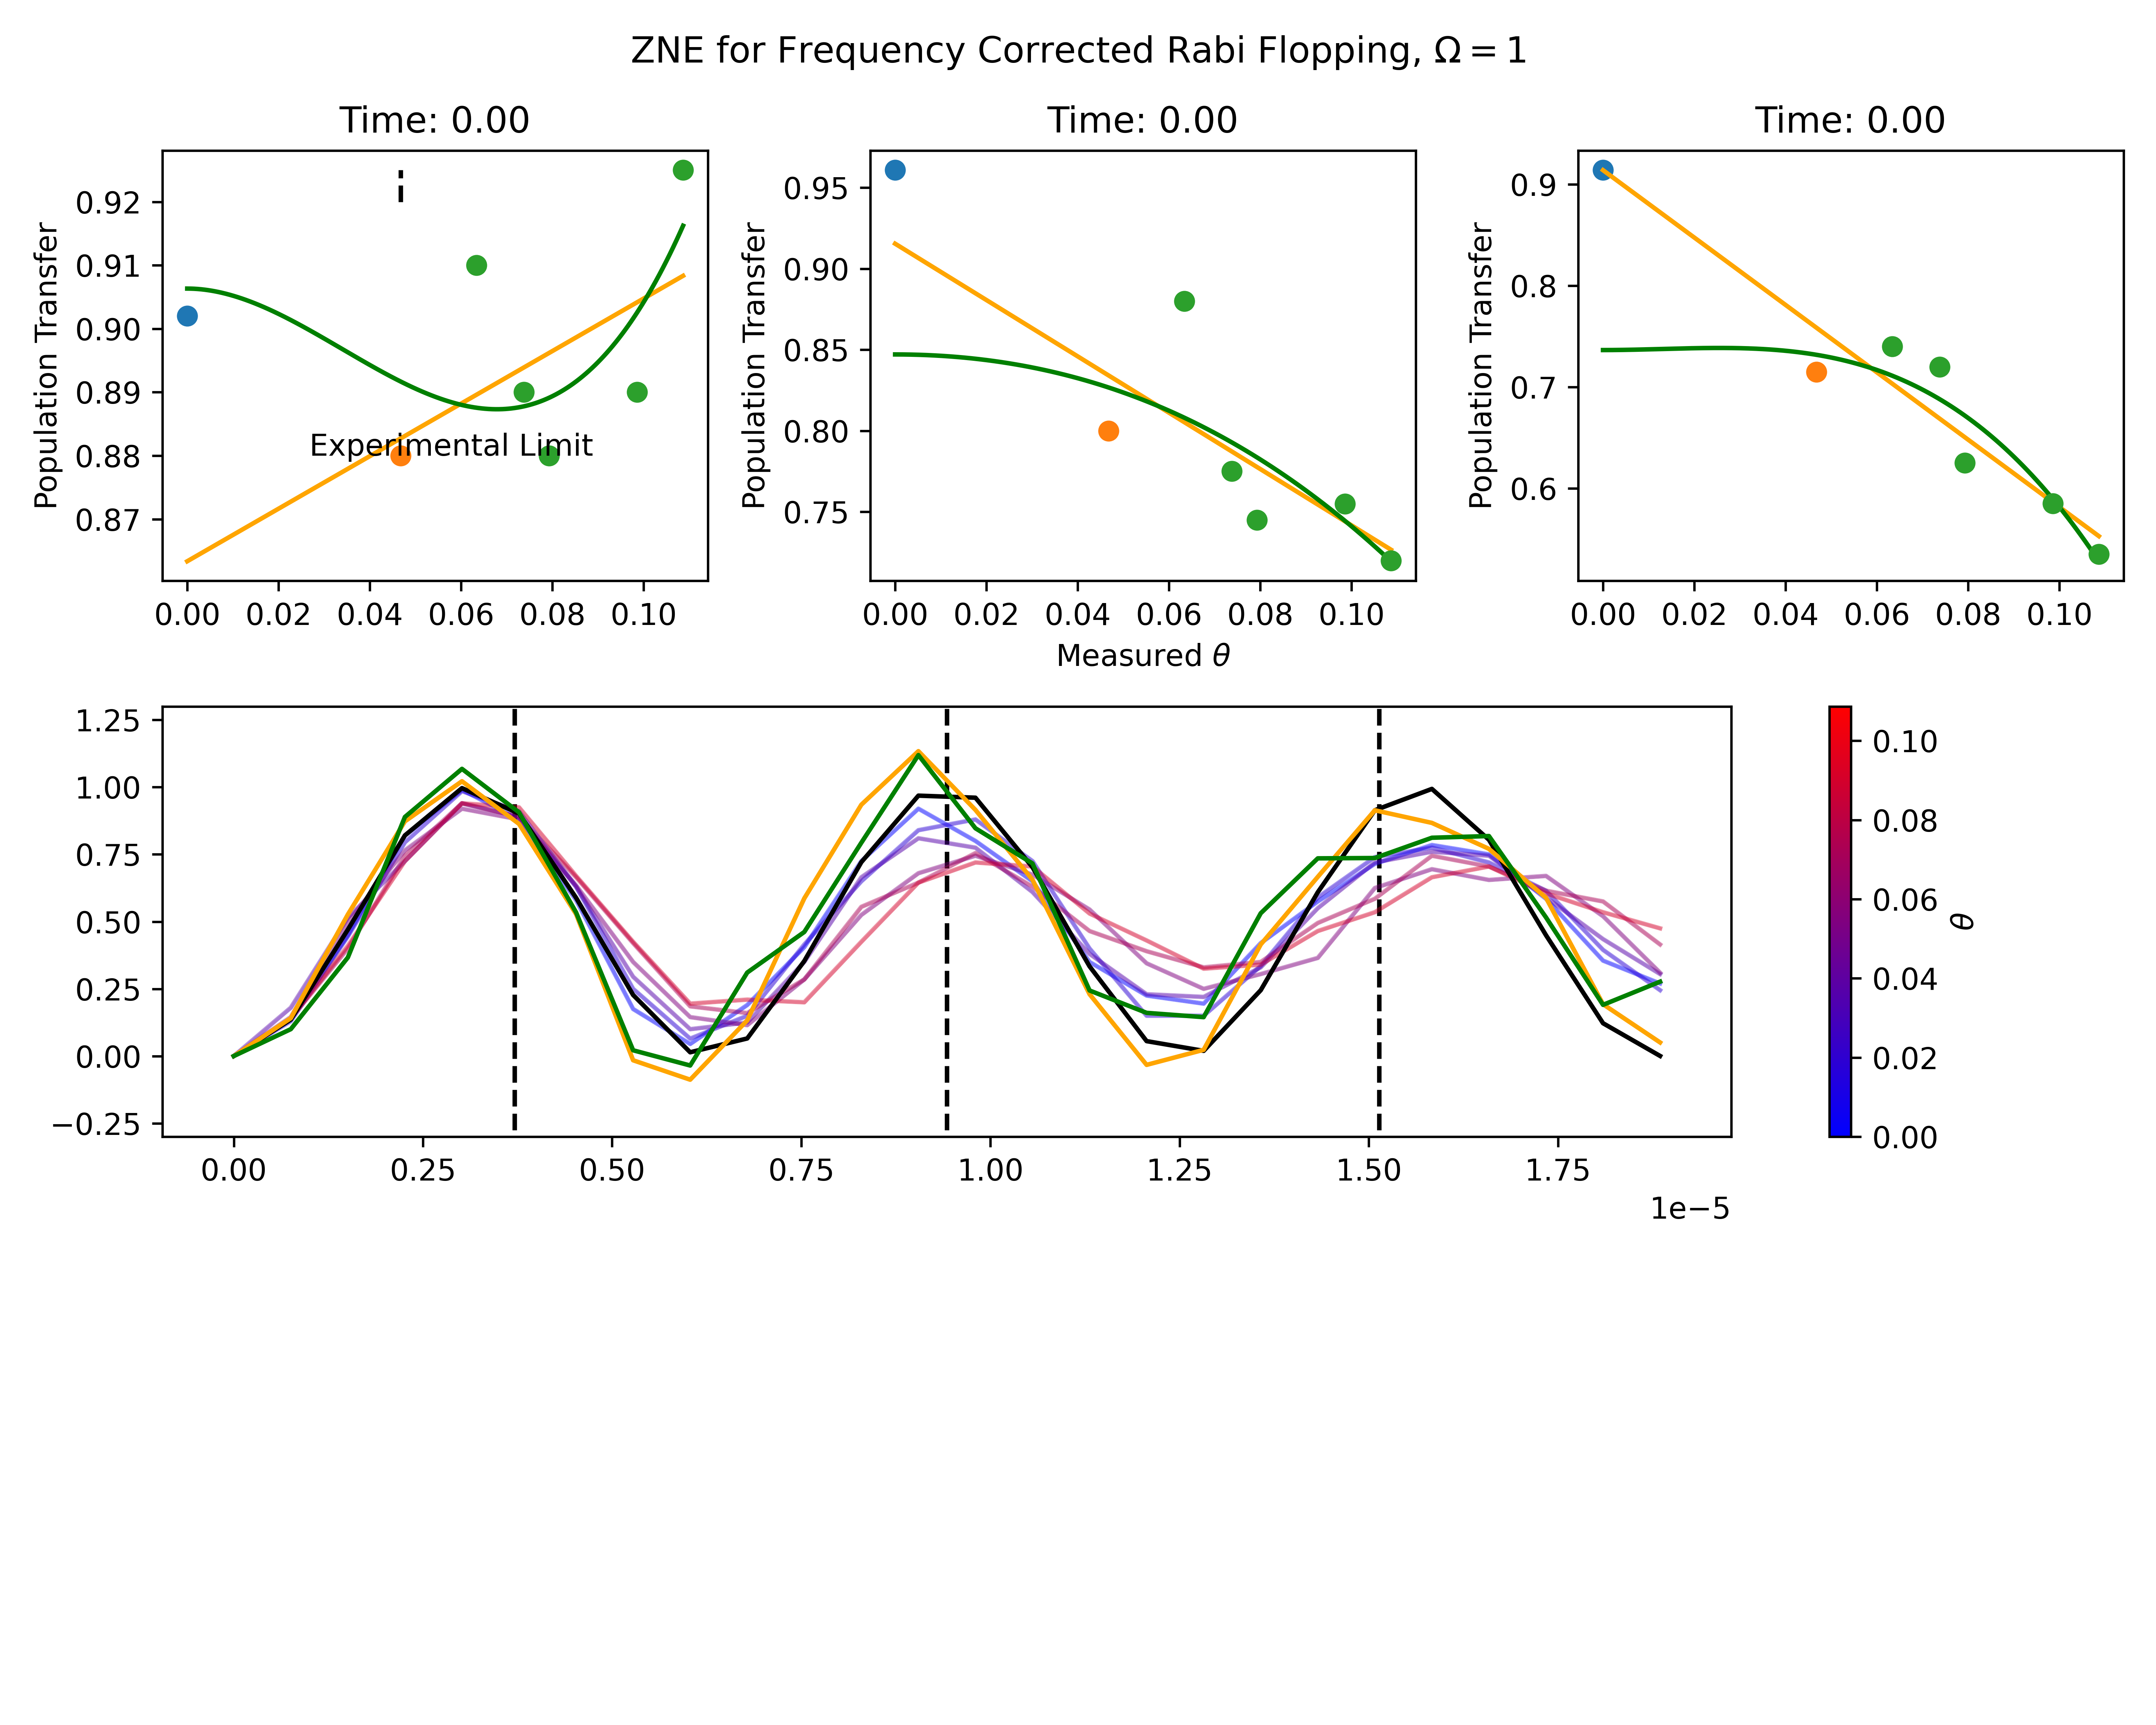 ZNE for Frequency Corrected Rabi Flopping, Ω = 1
Time: 0.00
Time: 0.00
Time: 0.00
Population Transfer
0.92
0.91
0.90
0.89
0.88
0.87
Experimental Limit
0.00 0.02 0.04 0.06 0.08 0.10
Population Transfer
0.95
0.90
0.85
0.80
0.75
0.00 0.02 0.04 0.06 0.08 0.10
Measured θ
Population Transfer
0.9
0.8
0.7
0.6
0.00 0.02 0.04 0.06 0.08 0.10
1.25
1.00
0.75
0.50
0.25
0.00
−0.25
0.00 0.25 0.50 0.75 1.00 1.25 1.50 1.75
1e−5
0.10
0.08
0.06
0.04
0.02
0.00
θ